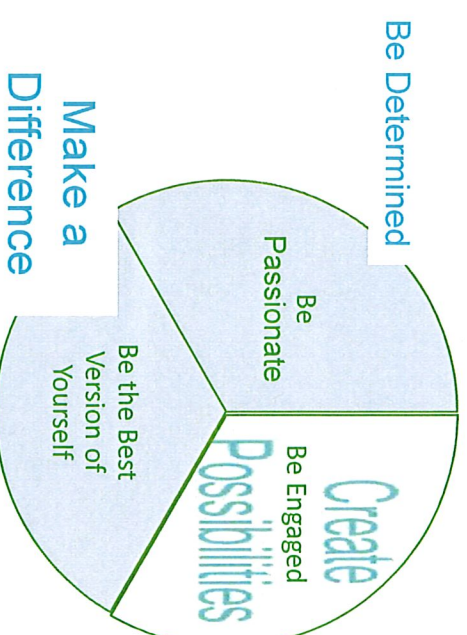 Be Determined
Create
Be Engaged
Possibilities
Be
Passionate
Make a
Difference
Be the Best
Version of
Yourself